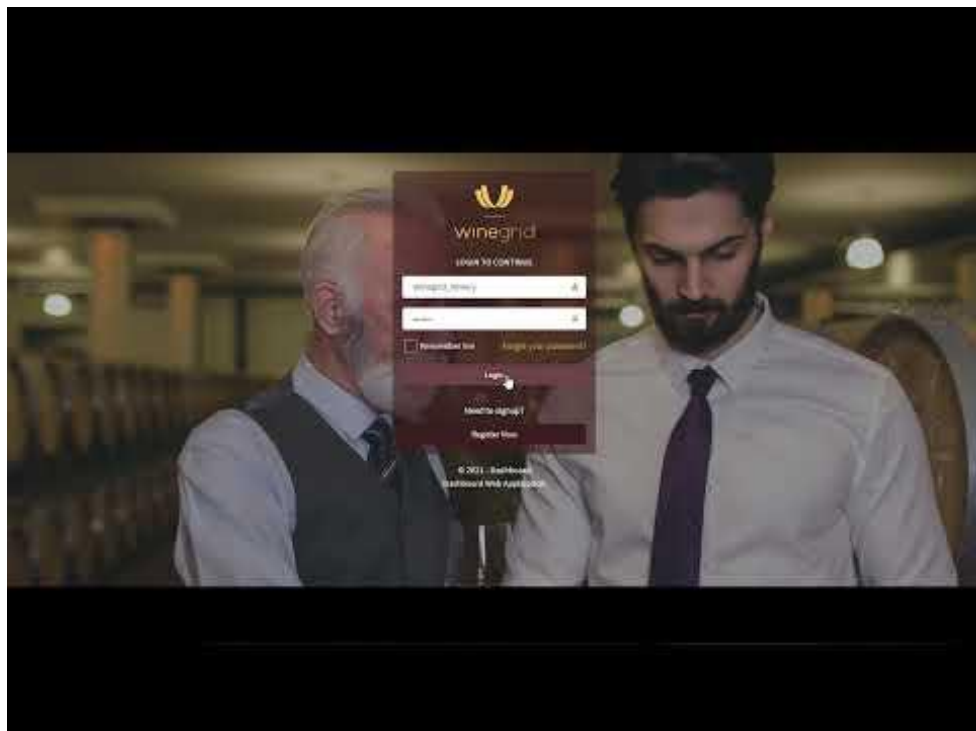 winegrid
LOGIN TO CONTINUE
Remember me
Forgot your password?
Login
Need to signup?
Register Now
© 2021 - Dashboard
Dashboard Web Application